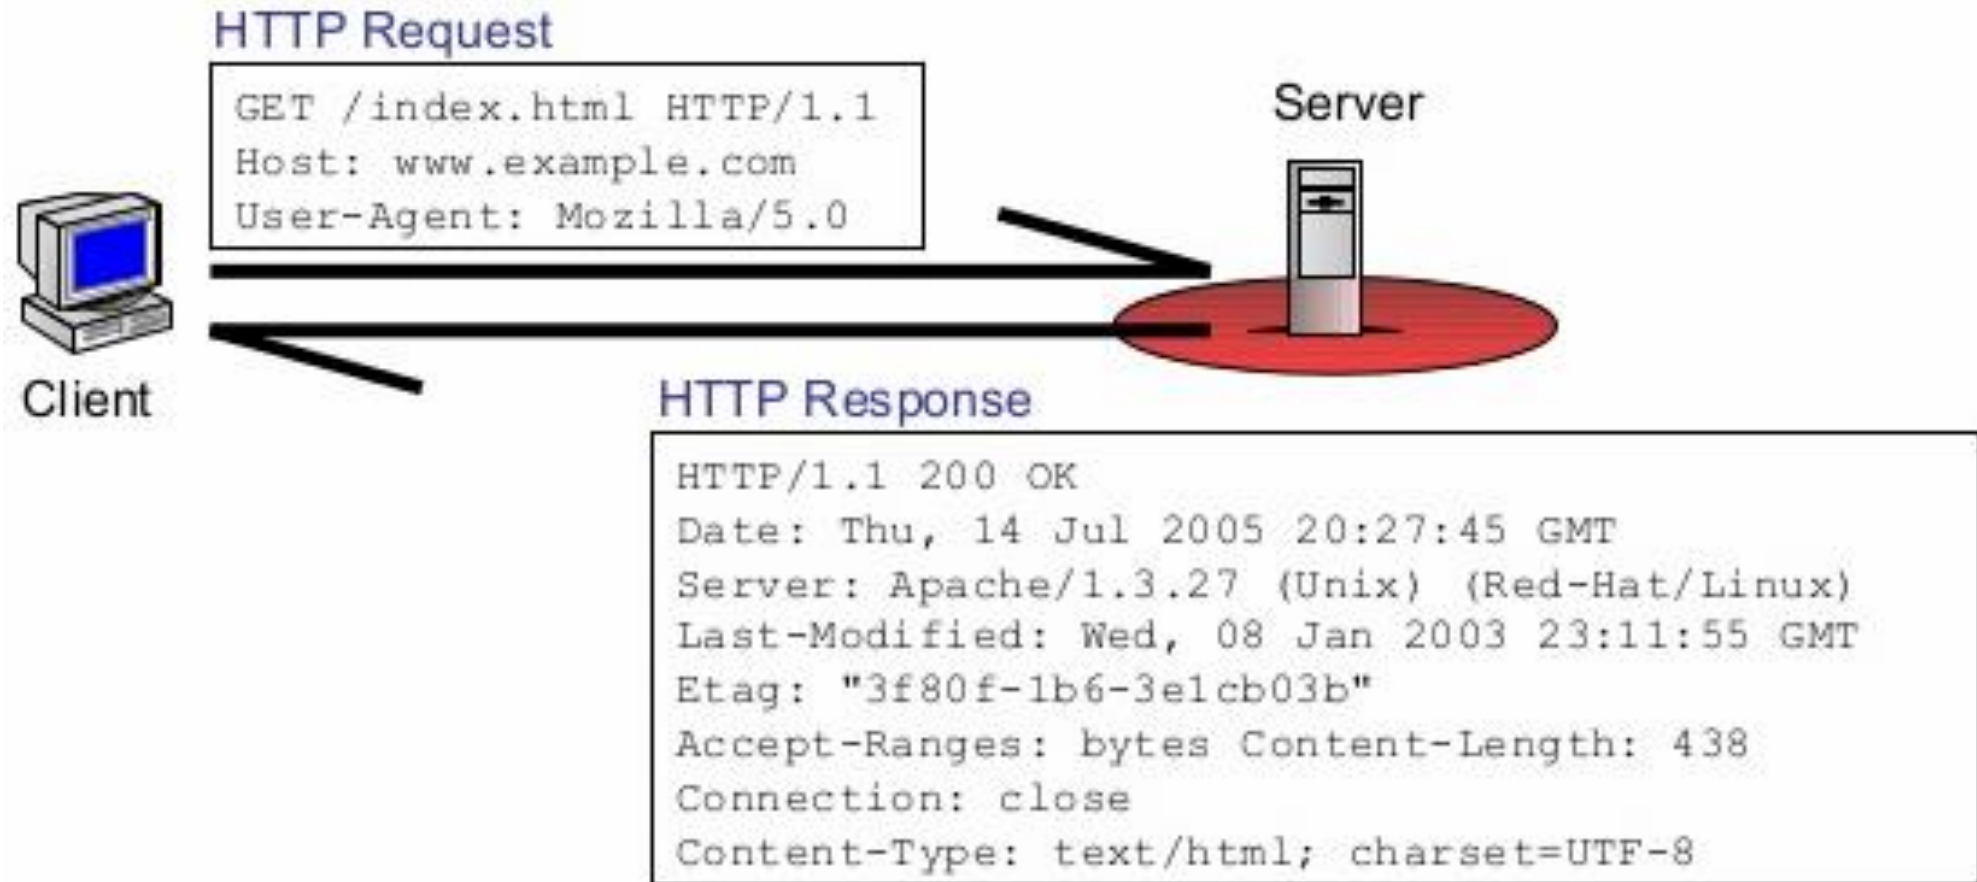 HTTP Request
GET /index.html HTTP/1.1
Host: www.example.com
User-Agent: Mozilla/5.0
Server
Client
HTTP Response
HTTP/1.1 200 OK
Date: Thu, 14 Jul 2005 20:27:45 GMT
Server: Apache/1.3.27 (Unix) (Red-Hat/Linux)
Last-Modified: Wed, 08 Jan 2003 23:11:55 GMT
Etag: "3f80f-1b6-3e1cb03b"
Accept-Ranges: bytes Content-Length: 438
Connection: close
Content-Type: text/html; charset=UTF-8